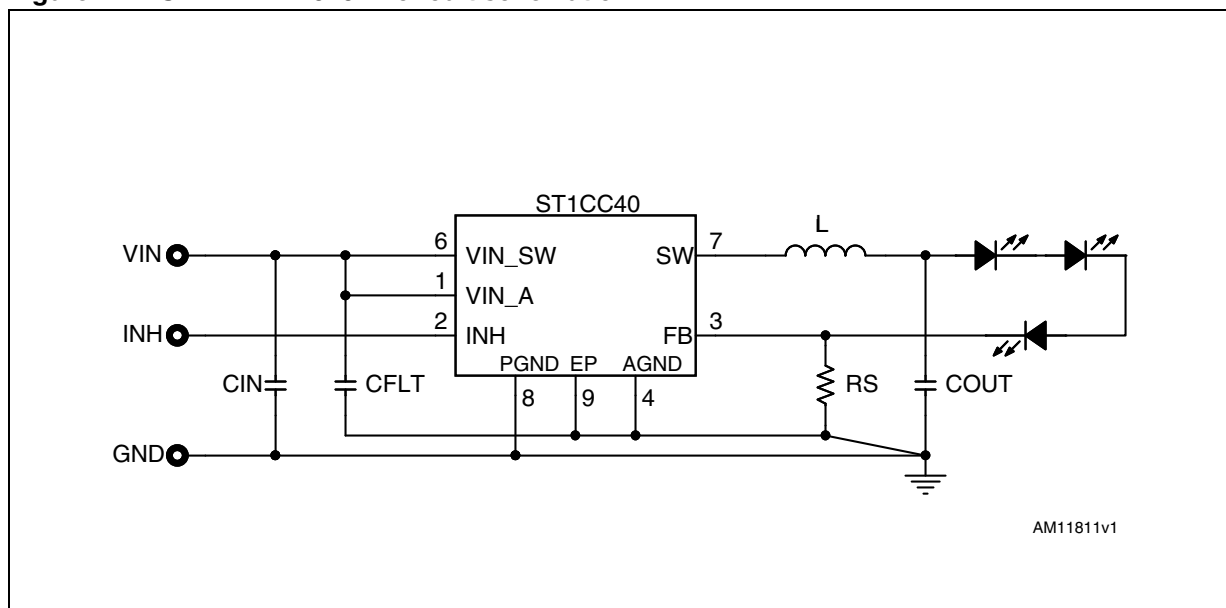 ST1CC40
VIN
6
VIN_SW
SW
7
L
1
VIN_A
INH
2
INH
FB
3
PGND
EP
AGND
CIN
CFLT
8
9
4
RS
COUT
GND
AM11811v1